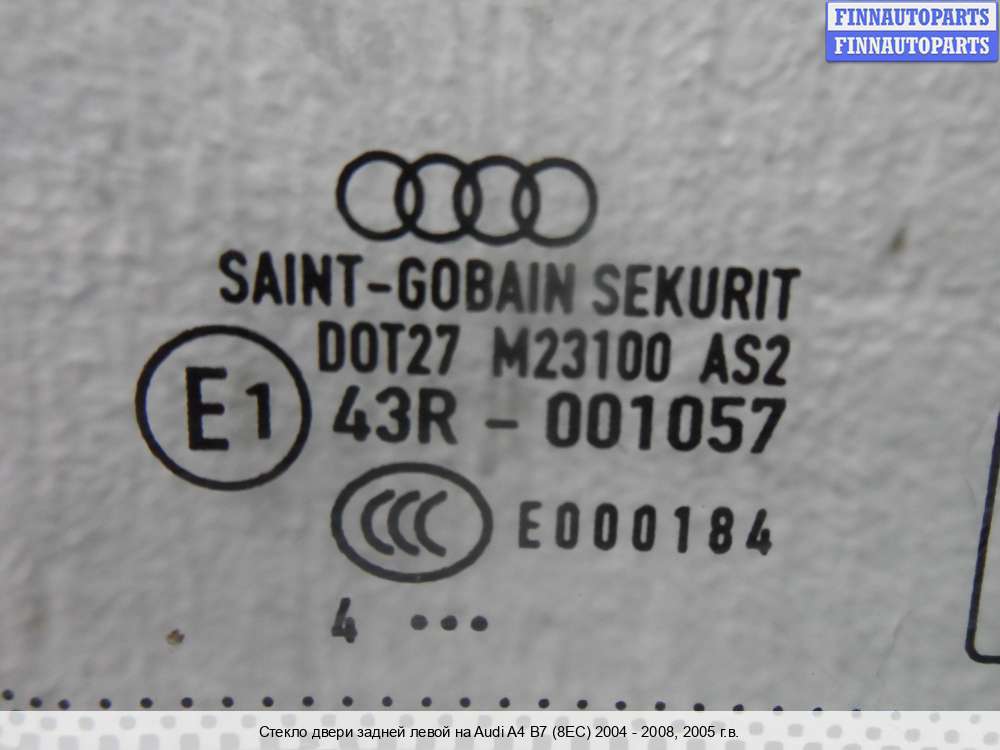 FINNAUTOPARTS
FINNAUTOPARTS
SAINT-GOBAIN SEKURIT
DOT27 M23100 AS2
E1 43R - 001057
CCC E000184
4 •••
Стекло двери задней левой на Audi A4 B7 (8EC) 2004 - 2008, 2005 г.в.